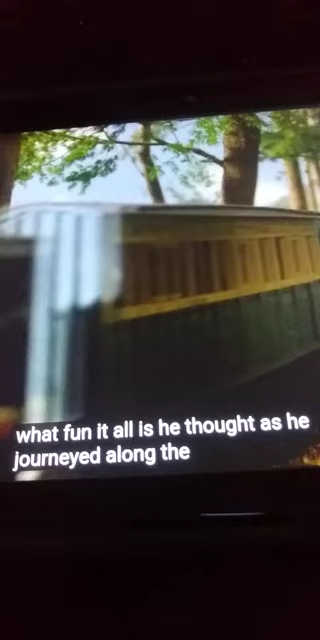 what fun it all is he thought as he
journeyed along the